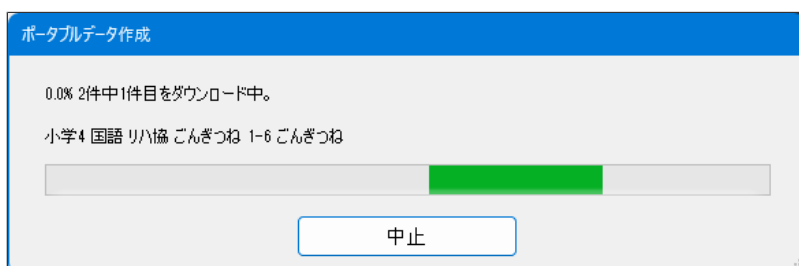 ポータブルデータ作成
0.0% 2件中1件目をダウンロード中。
小学4 国語 リハ協 ごんぎつね 1-6 ごんぎつね
中止